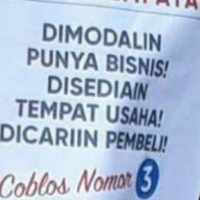 DIMODALIN
PUNYA BISNIS!
DISEDIAIN
TEMPAT USAHA!
DICARIIN PEMBELI!
Coblos Nomor 3